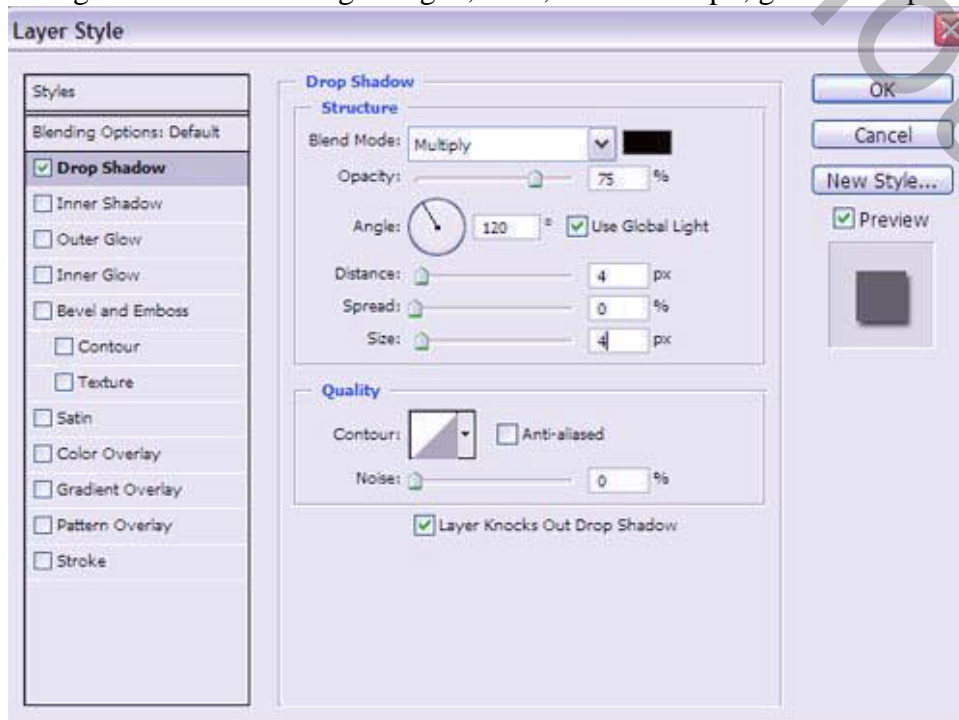 Layer Style
Styles
Blending Options: Default
Drop Shadow
Inner Shadow
Outer Glow
Inner Glow
Bevel and Emboss
Contour
Texture
Satin
Color Overlay
Gradient Overlay
Pattern Overlay
Stroke
Drop Shadow
Structure
Blend Mode: Multiply
Opacity: 75 %
Angle: 120 ° Use Global Light
Distance: 4 px
Spread: 0 %
Size: 4 px
Quality
Contour: Anti-aliased
Noise: 0 %
Layer Knocks Out Drop Shadow
OK
Cancel
New Style...
Preview